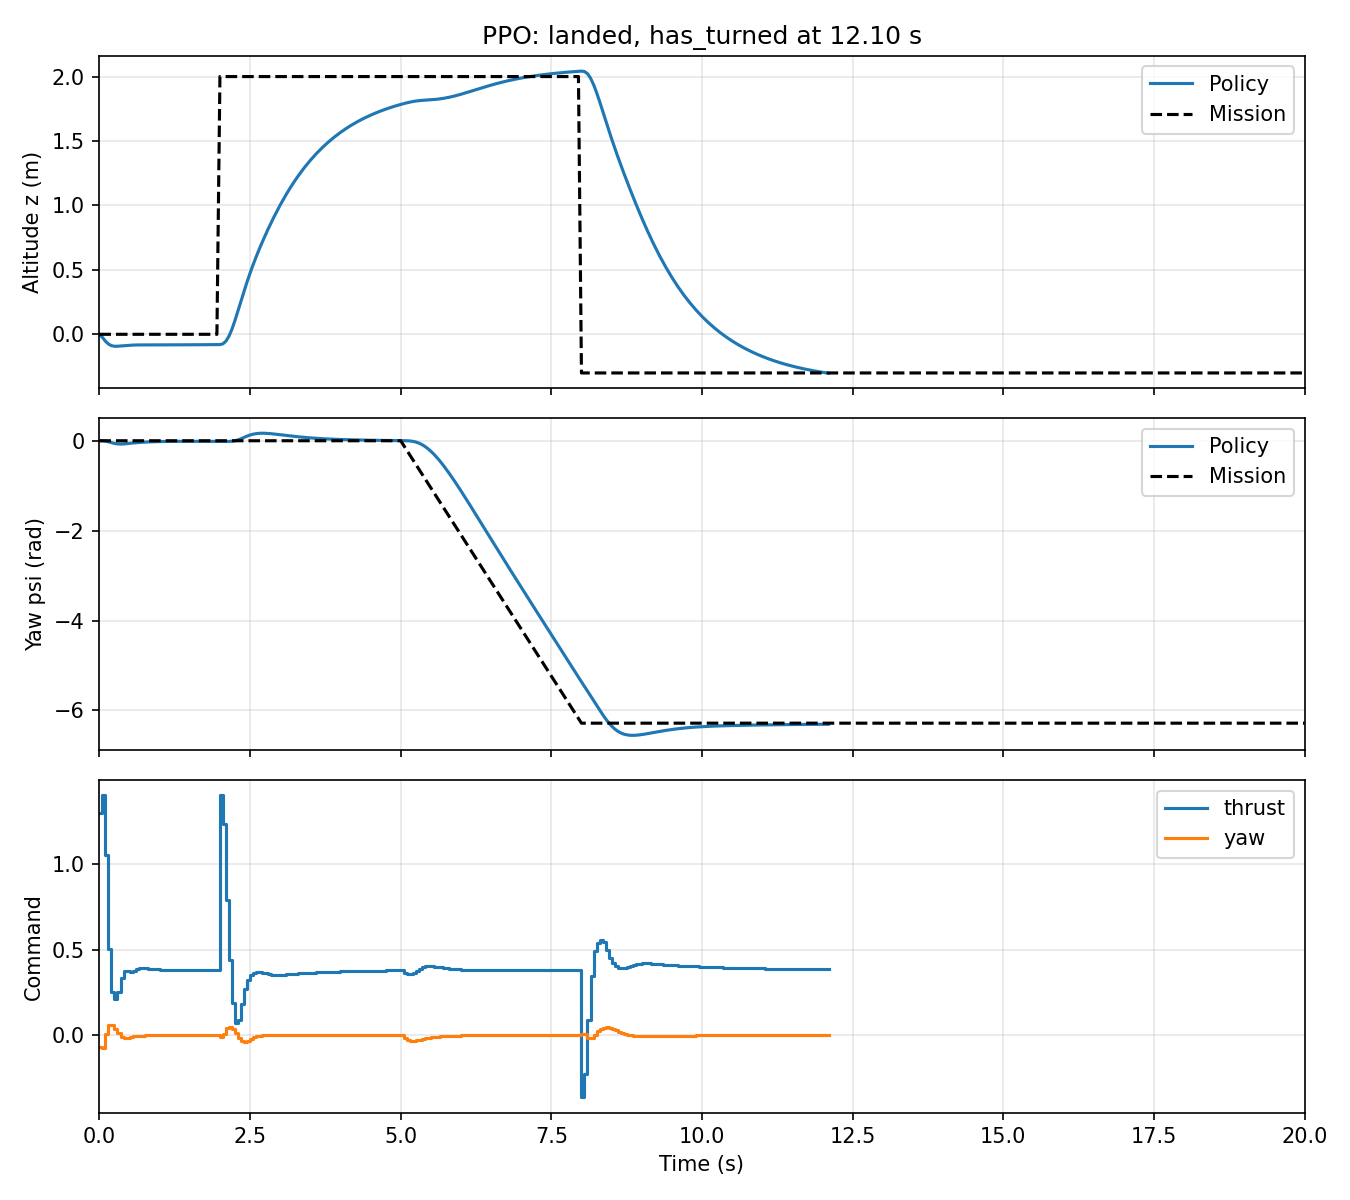 PPO: landed, has_turned at 12.10 s
Altitude z (m)
2.0
1.5
1.0
0.5
0.0
Policy
Mission
Yaw psi (rad)
0
−2
−4
−6
Policy
Mission
Command
1.0
0.5
0.0
thrust
yaw
0.0 2.5 5.0 7.5 10.0 12.5 15.0 17.5 20.0
Time (s)